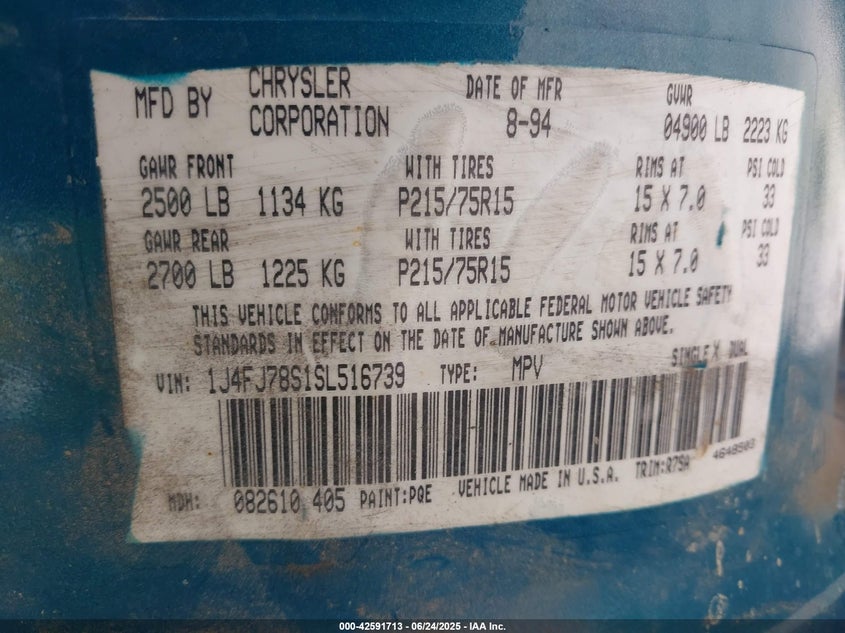 MFD BY CHRYSLER CORPORATION DATE OF MFR 8-94 GVWR 04900 LB 2223 KG
GAWR FRONT WITH TIRES RIMS AT PSI COLD
2500 LB 1134 KG P215/75R15 15 X 7.0 33
GAWR REAR WITH TIRES RIMS AT PSI COLD
2700 LB 1225 KG P215/75R15 15 X 7.0 33
THIS VEHICLE CONFORMS TO ALL APPLICABLE FEDERAL MOTOR VEHICLE SAFETY
STANDARDS IN EFFECT ON THE DATE OF MANUFACTURE SHOWN ABOVE.
SINGLE X DUAL
VIN: 1J4FJ78S1SL516739 TYPE: MPV
4648503
MDH: 082610 405 PAINT:PQE VEHICLE MADE IN U.S.A. TRIM:R7SA
000-42591713 - 06/24/2025 - IAA Inc.